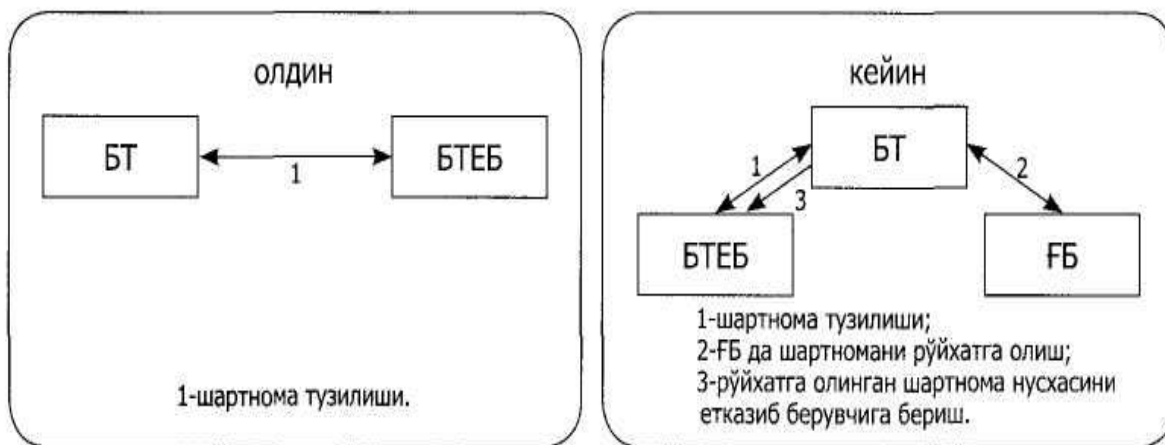 олдин
БТ
1
БТЕБ
1-шартнома тузилиши.
кейин
БТ
1
2
3
БТЕБ
ҒБ
1-шартнома тузилиши;
2-ҒБ да шартномани рўйхатга олиш;
3-рўйхатга олинган шартнома нусхасини
етказиб берувчига бериш.